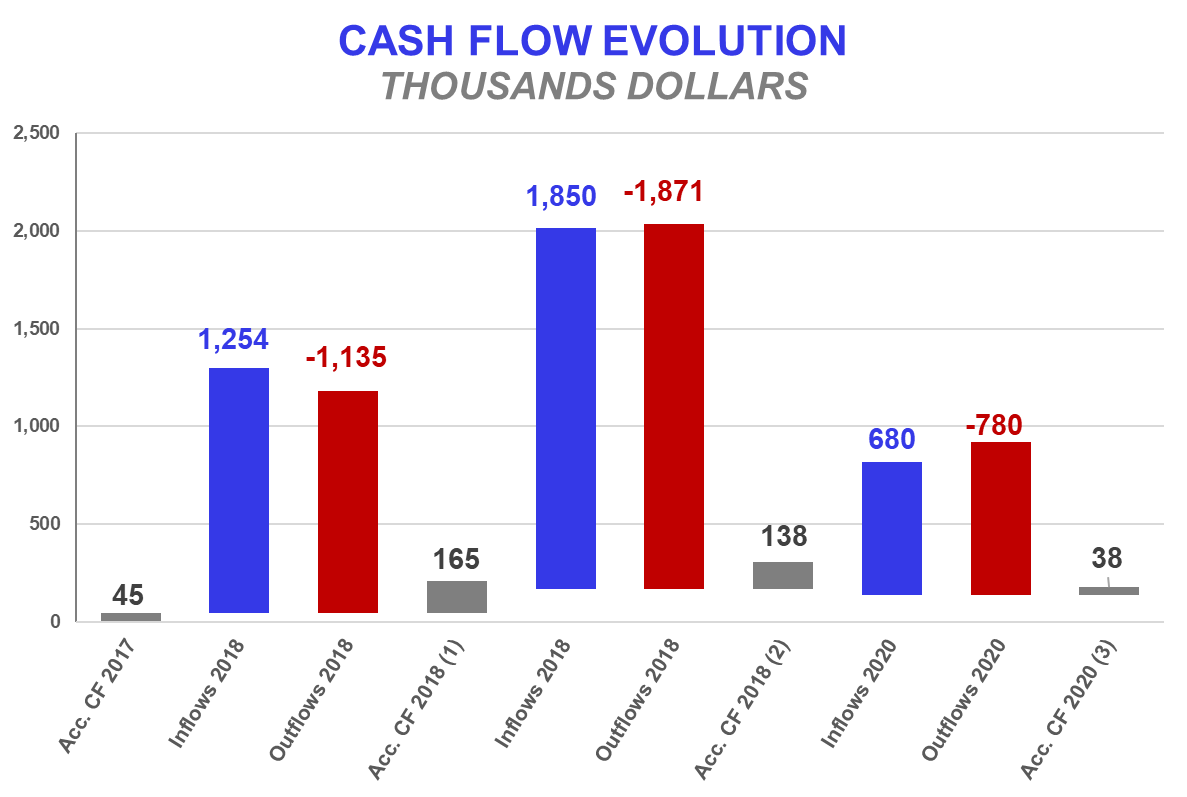 CASH FLOW EVOLUTION
THOUSANDS DOLLARS
2,500
2,000
1,500
1,000
500
0
45
1,254
-1,135
165
1,850
-1,871
138
680
-780
38
Acc. CF 2017
Inflows 2018
Outflows 2018
Acc. CF 2018 (1)
Inflows 2018
Outflows 2018
Acc. CF 2018 (2)
Inflows 2020
Outflows 2020
Acc. CF 2020 (3)